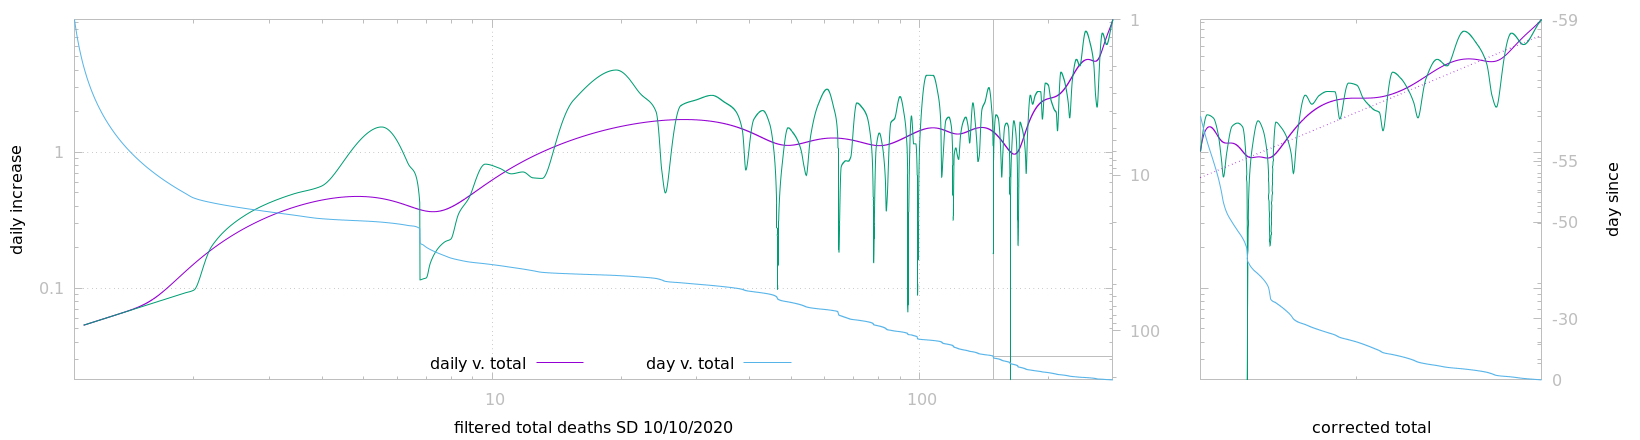 daily increase
1
0.1
10
100
1
10
100
daily v. total
day v. total
filtered total deaths SD 10/10/2020
-59
-55
-50
-30
0
day since
corrected total